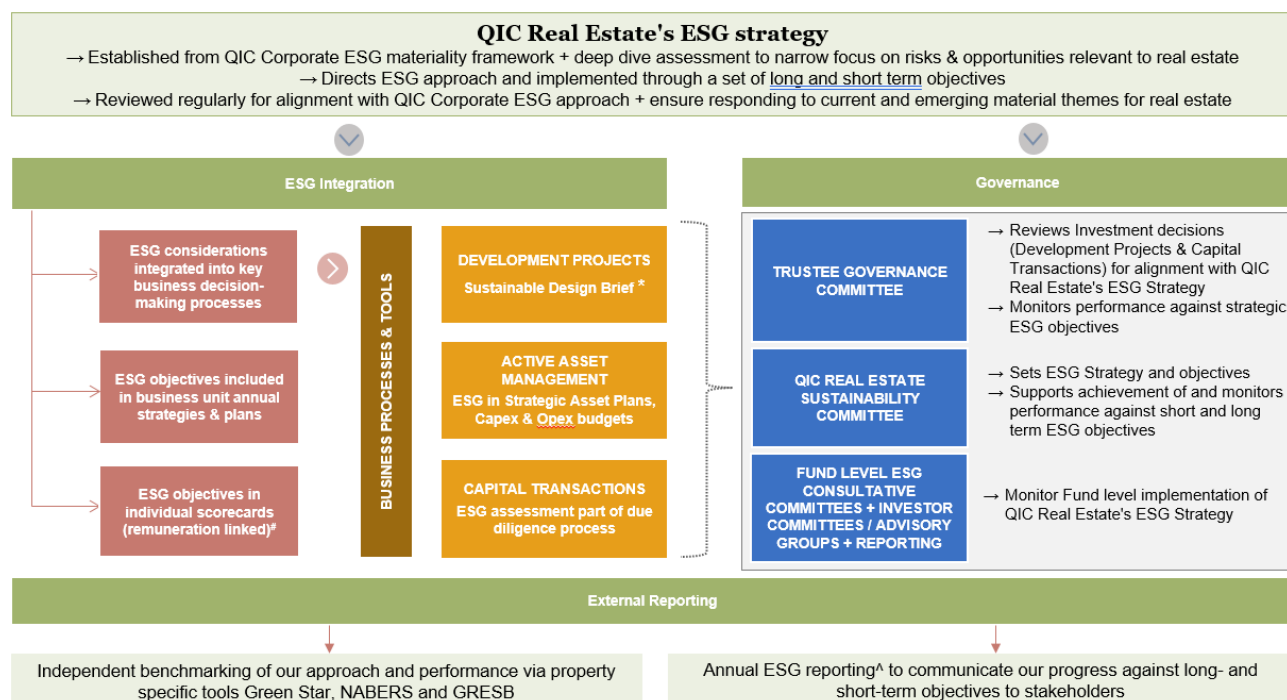 QIC Real Estate's ESG strategy
→ Established from QIC Corporate ESG materiality framework + deep dive assessment to narrow focus on risks & opportunities relevant to real estate
→ Directs ESG approach and implemented through a set of long and short term objectives
→ Reviewed regularly for alignment with QIC Corporate ESG approach + ensure responding to current and emerging material themes for real estate
ESG Integration
ESG considerations
integrated into key
business decision-
making processes
ESG objectives included
in business unit annual
strategies & plans
ESG objectives in
individual scorecards
(remuneration linked)#
BUSINESS PROCESSES & TOOLS
DEVELOPMENT PROJECTS
Sustainable Design Brief *
ACTIVE ASSET
MANAGEMENT
ESG in Strategic Asset Plans,
Capex & Opex budgets
CAPITAL TRANSACTIONS
ESG assessment part of due
diligence process
Governance
TRUSTEE GOVERNANCE
COMMITTEE
→ Reviews Investment decisions
(Development Projects & Capital
Transactions) for alignment with QIC
Real Estate's ESG Strategy
→ Monitors performance against strategic
ESG objectives
QIC REAL ESTATE
SUSTAINABILITY
COMMITTEE
→ Sets ESG Strategy and objectives
→ Supports achievement of and monitors
performance against short and long
term ESG objectives
FUND LEVEL ESG
CONSULTATIVE
COMMITTEES + INVESTOR
COMMITTEES / ADVISORY
GROUPS + REPORTING
→ Monitor Fund level implementation of
QIC Real Estate's ESG Strategy
External Reporting
Independent benchmarking of our approach and performance via property
specific tools Green Star, NABERS and GRESB
Annual ESG reporting^ to communicate our progress against long- and
short-term objectives to stakeholders